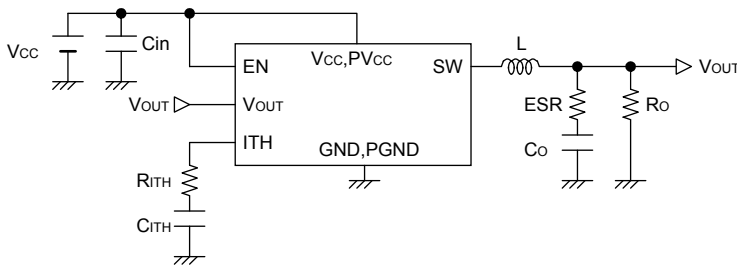 VCC
Cin
EN
VCC,PVCC
SW
L
VOUT
VOUT
VOUT
ESR
RO
ITH
GND,PGND
CO
RITH
CITH